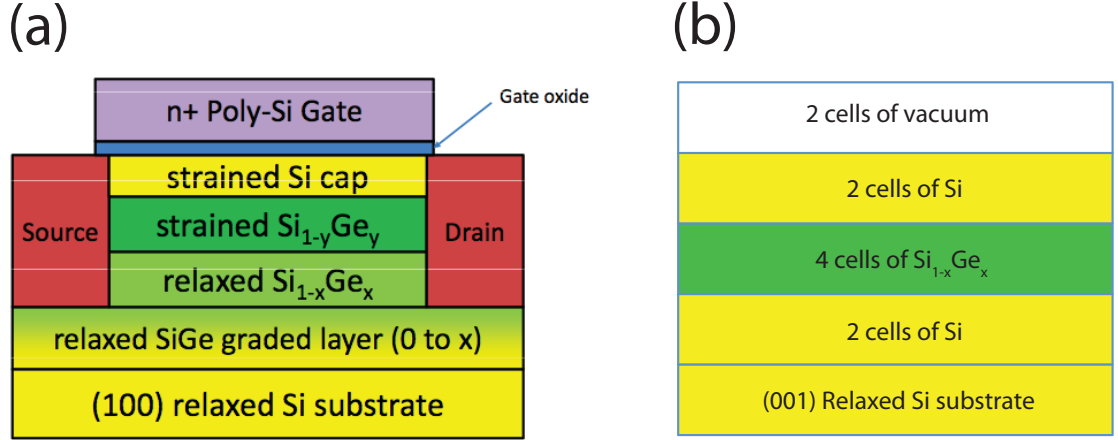 (a)
n+ Poly-Si Gate
Gate oxide
strained Si cap
Source
strained Si₁₋yGey
Drain
relaxed Si₁₋ₓGeₓ
relaxed SiGe graded layer (0 to x)
(100) relaxed Si substrate
(b)
2 cells of vacuum
2 cells of Si
4 cells of Si₁₋ₓGeₓ
2 cells of Si
(001) Relaxed Si substrate